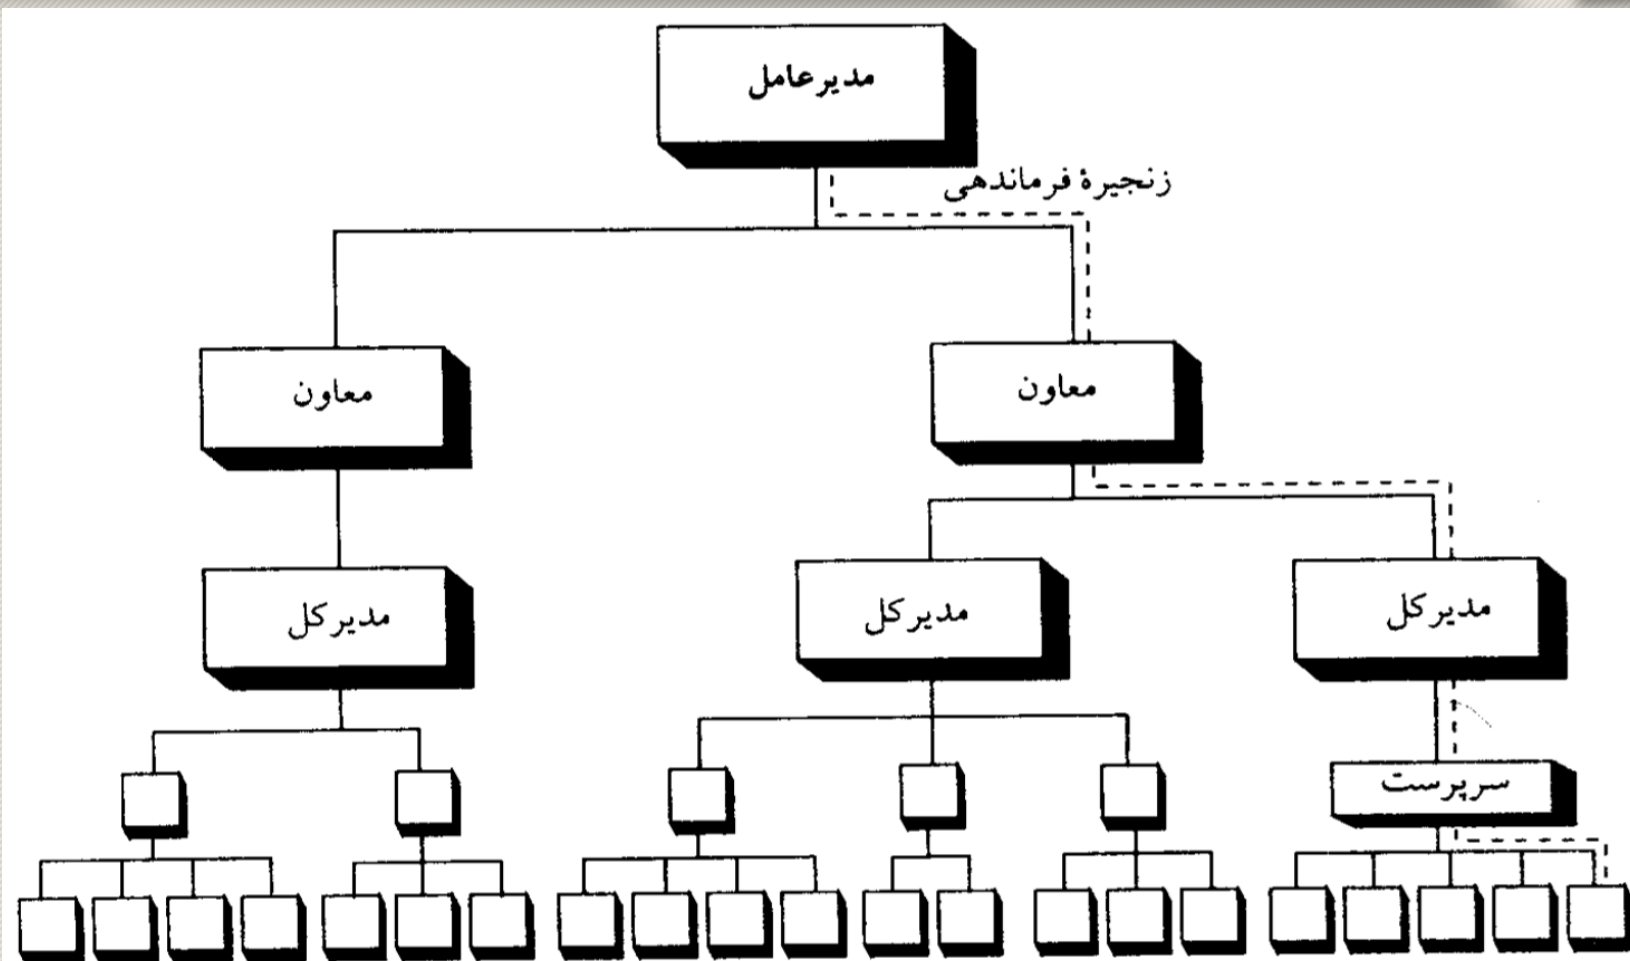 مدیرعامل
زنجیرهٔ فرماندهی
معاون
معاون
مدیرکل
مدیرکل
مدیرکل
سرپرست